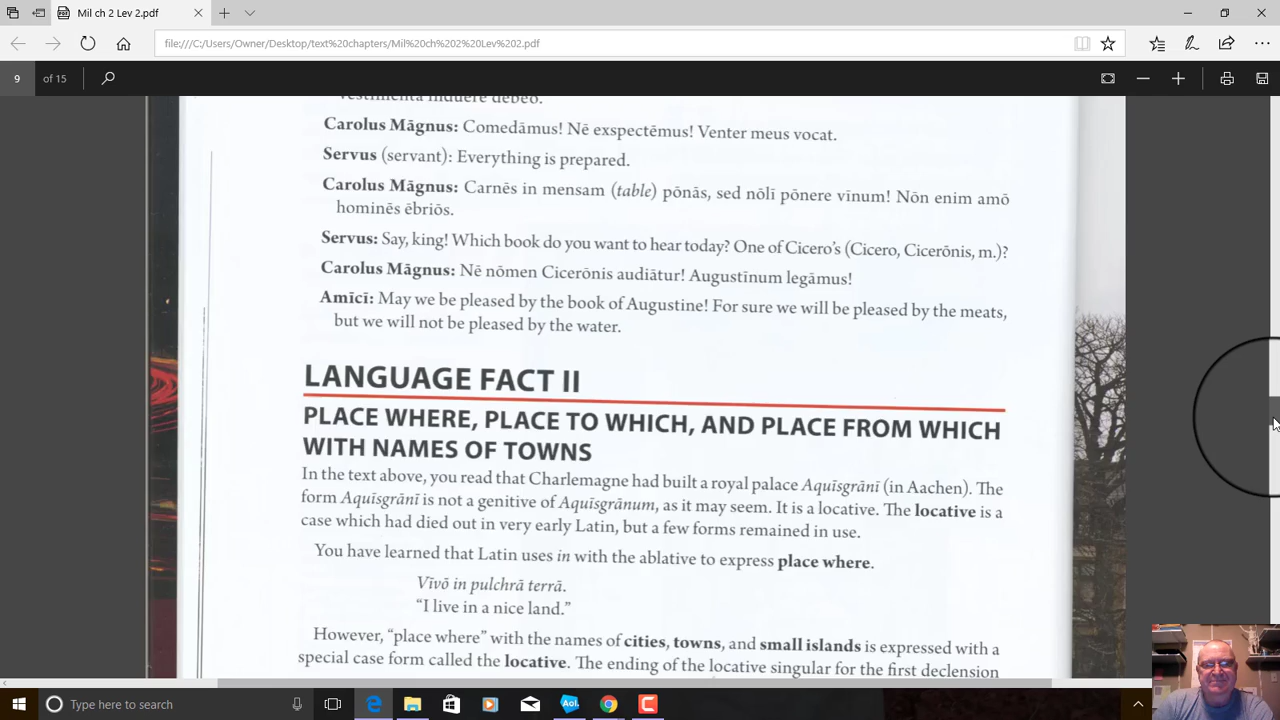 Mil ch 2 Lev 2.pdf
file:///C:/Users/Owner/Desktop/text%20chapters/Mil%20ch%202%20Lev%202.pdf
9 of 15
Carolus Māgnus: Comedāmus! Nē exspectēmus! Venter meus vocat.
Servus (servant): Everything is prepared.
Carolus Māgnus: Carnēs in mensam (table) pōnās, sed nōlī pōnere vīnum! Nōn enim amō
hominēs ēbriōs.
Servus: Say, king! Which book do you want to hear today? One of Cicero’s (Cicero, Cicerōnis, m.)?
Carolus Māgnus: Nē nōmen Cicerōnis audiātur! Augustīnum legāmus!
Amīcī: May we be pleased by the book of Augustine! For sure we will be pleased by the meats,
but we will not be pleased by the water.
LANGUAGE FACT II
PLACE WHERE, PLACE TO WHICH, AND PLACE FROM WHICH
WITH NAMES OF TOWNS
In the text above, you read that Charlemagne had built a royal palace Aquīsgrānī (in Aachen). The
form Aquīsgrānī is not a genitive of Aquīsgrānum, as it may seem. It is a locative. The locative is a
case which had died out in very early Latin, but a few forms remained in use.
You have learned that Latin uses in with the ablative to express place where.
Vīvō in pulchrā terrā.
“I live in a nice land.”
However, “place where” with the names of cities, towns, and small islands is expressed with a
special case form called the locative. The ending of the locative singular for the first declension
Type here to search
Aol.